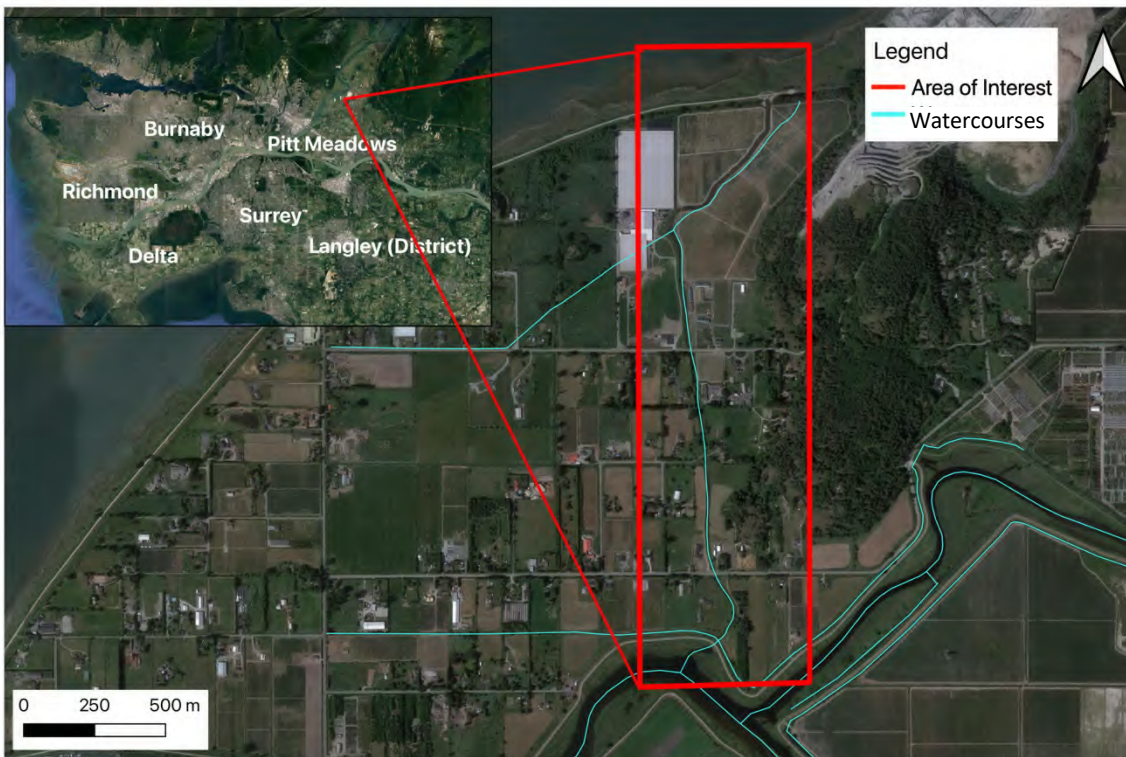 Burnaby
Pitt Meadows
Richmond
Surrey
Langley (District)
Delta
Legend
Area of Interest
Watercourses
0 250 500 m